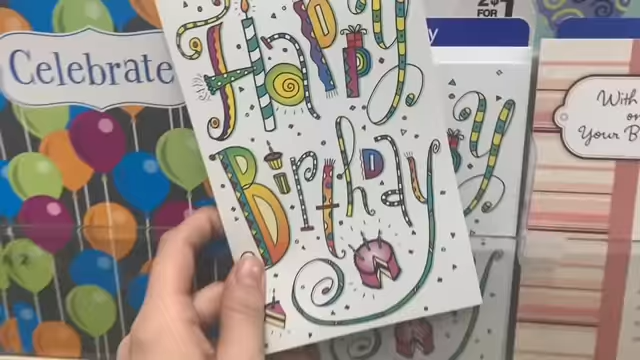 2 FOR $1
Celebrate
Happy
Birthday
y
y
With
on
Your B